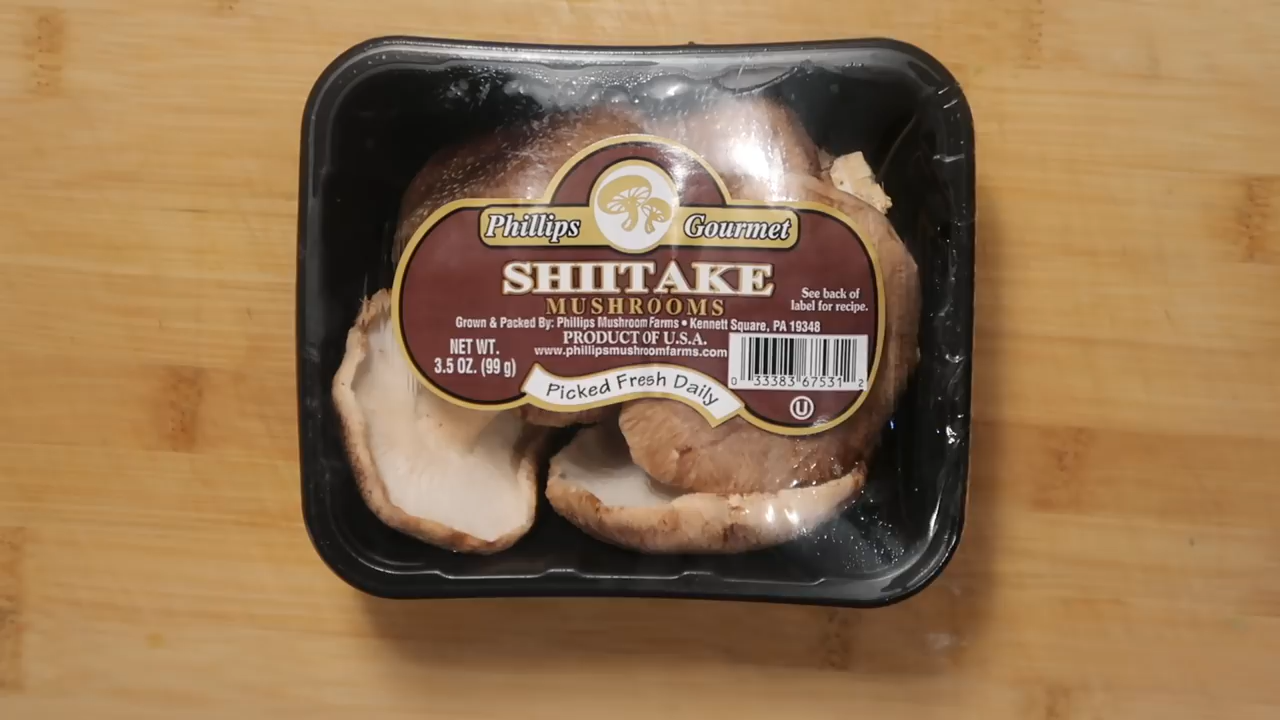 Phillips Gourmet
SHIITAKE
MUSHROOMS
See back of
label for recipe.
Grown & Packed By: Phillips Mushroom Farms • Kennett Square, PA 19348
PRODUCT OF U.S.A.
www.phillipsmushroomfarms.com
NET WT.
3.5 OZ. (99 g)
Picked Fresh Daily
0 33383 67531 2
U